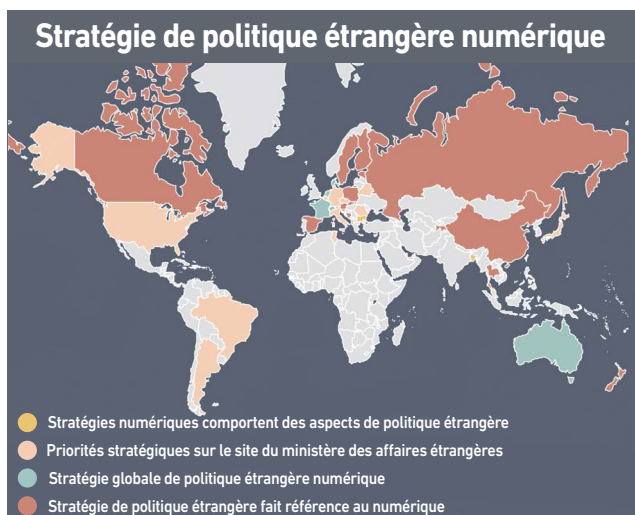 Stratégie de politique étrangère numérique
Stratégies numériques comportent des aspects de politique étrangère
Priorités stratégiques sur le site du ministère des affaires étrangères
Stratégie globale de politique étrangère numérique
Stratégie de politique étrangère fait référence au numérique